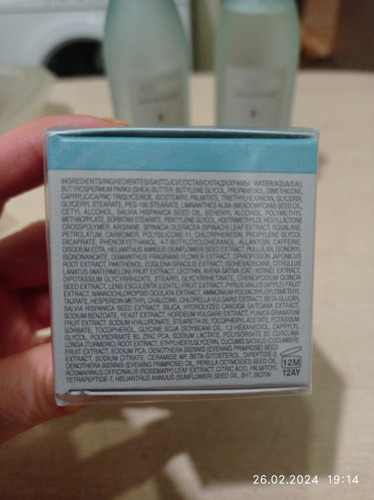 INGREDIENTS/INGREDIENTES/SASTOJCI/СОСТАВ/СКЛАД/ҚҰРАМЫ: WATER/AQUA/EAU,
BUTYROSPERMUM PARKII (SHEA) BUTTER, BUTYLENE GLYCOL, PROPANEDIOL, DIMETHICONE,
CAPRYLIC/CAPRIC TRIGLYCERIDE, ISOSTEARYL PALMITATE, TRIETHYLHEXANOIN, GLYCERIN,
GLYCERYL STEARATE, PEG-100 STEARATE, LIMNANTHES ALBA (MEADOWFOAM) SEED OIL,
CETYL ALCOHOL, SALVIA HISPANICA SEED OIL, BEHENYL ALCOHOL, POLYMETHYL
METHACRYLATE, SORBITAN STEARATE, PENTYLENE GLYCOL, HDI/TRIMETHYLOL HEXYLLACTONE
CROSSPOLYMER, ARGININE, SPINACIA OLERACEA (SPINACH) LEAF EXTRACT, SQUALANE,
PETROLATUM, CARBOMER, POLYSILICONE-11, CHLORPHENESIN, PROPYLENE GLYCOL
DICAPRATE, PHENOXYETHANOL, 4-T-BUTYLCYCLOHEXANOL, ALLANTOIN, CAFFEINE,
DISODIUM EDTA, HELIANTHUS ANNUUS (SUNFLOWER) SEED EXTRACT, PULLULAN, ISONONYL
ISONONANOATE, OSMANTHUS FRAGRANS FLOWER EXTRACT, OPHIOPOGON JAPONICUS
ROOT EXTRACT, PANTHENOL, EUGLENA GRACILIS EXTRACT, ISOHEXADECANE, CITRULLUS
LANATUS (WATERMELON) FRUIT EXTRACT, LECITHIN, AVENA SATIVA (OAT) KERNEL EXTRACT,
DIPOTASSIUM GLYCYRRHIZATE, STEARYL GLYCYRRHETINATE, CHENOPODIUM QUINOA
SEED EXTRACT, LENS ESCULENTA (LENTIL) FRUIT EXTRACT, PYRUS MALUS (APPLE) FRUIT
EXTRACT, NANNOCHLOROPSIS OCULATA EXTRACT, AMMONIUM POLYACRYLOYLDIMETHYL
TAURATE, HESPERIDIN METHYL CHALCONE, CHLORELLA VULGARIS EXTRACT, BETA-GLUCAN,
SALVIA HISPANICA SEED EXTRACT, SILICA, HYDROLYZED CANDIDA SAITOANA EXTRACT,
SODIUM BENZOATE, YEAST EXTRACT, HORDEUM VULGARE EXTRACT, PUNICA GRANATUM
FRUIT EXTRACT, SODIUM HYALURONATE, STEARETH-20, TOCOPHERYL ACETATE, POTASSIUM
SORBATE, TOCOPHEROL, GLYCINE SOJA (SOYBEAN) OIL, 1,2-HEXANEDIOL, CAPRYLYL
GLYCOL, POLYSORBATE 80, ZINC PCA, SODIUM LACTATE, POLYSORBATE 20, CURCUMA
LONGA (TURMERIC) ROOT EXTRACT, ETHYLHEXYLGLYCERIN, CUCUMIS SATIVUS (CUCUMBER)
FRUIT EXTRACT, SODIUM PCA, OENOTHERA BIENNIS (EVENING PRIMROSE) SEED
EXTRACT, SODIUM CITRATE, CERAMIDE NP, BETA-SITOSTEROL, DIPEPTIDE-2,
OENOTHERA BIENNIS (EVENING PRIMROSE) OIL, PERILLA OCYMOIDES SEED OIL,
ROSMARINUS OFFICINALIS (ROSEMARY) LEAF EXTRACT, CITRIC ACID, PALMITOYL
TETRAPEPTIDE-7, HELIANTHUS ANNUUS (SUNFLOWER) SEED OIL, BHT, BIOTIN
12M
12AY
26.02.2024 19:14